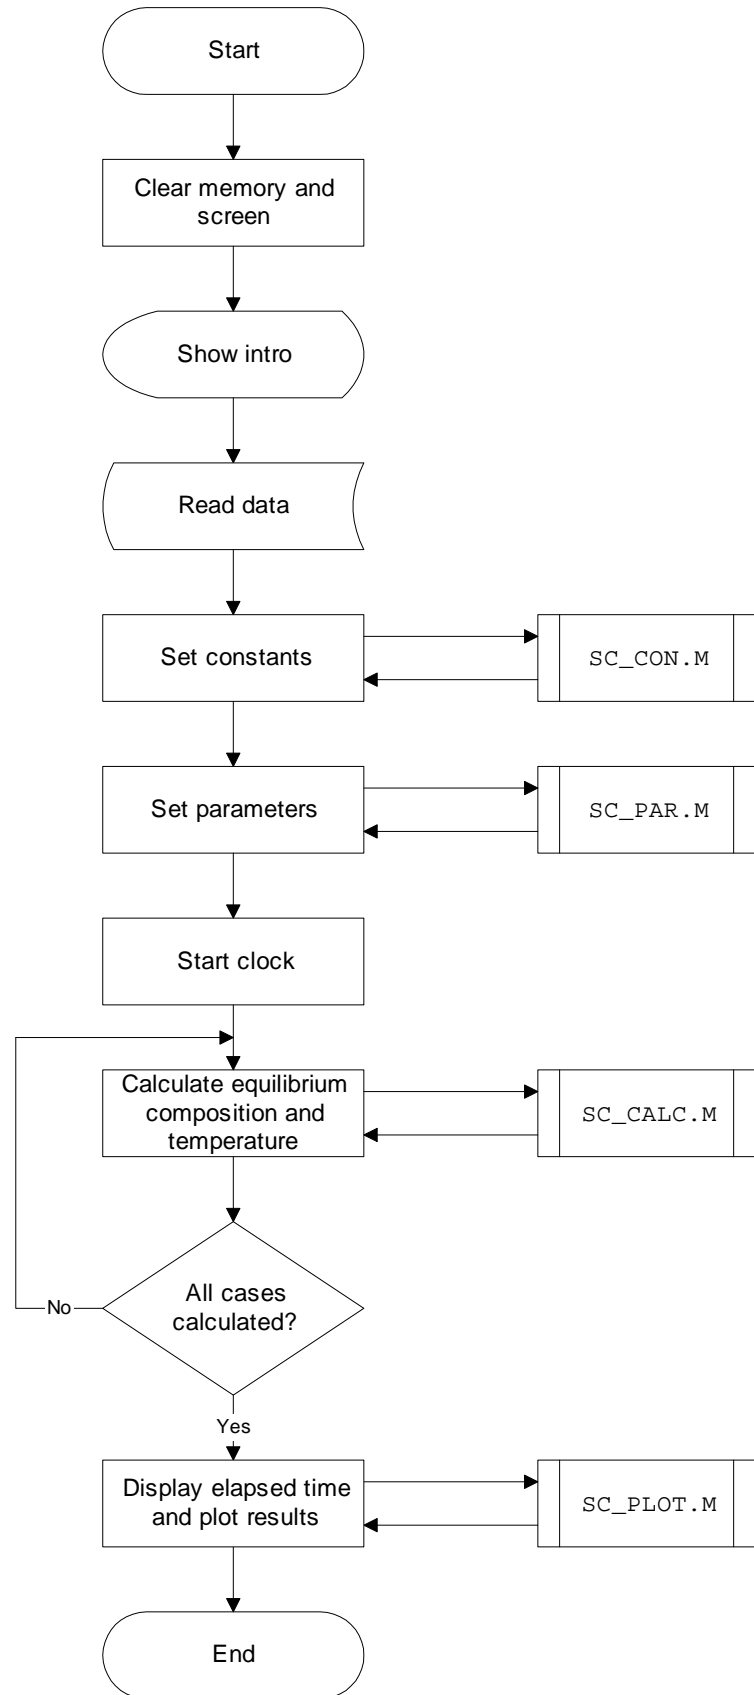 Start
Clear memory and
screen
Show intro
Read data
Set constants
SC_CON.M
Set parameters
SC_PAR.M
Start clock
Calculate equilibrium
composition and
temperature
SC_CALC.M
All cases
calculated?
No
Yes
Display elapsed time
and plot results
SC_PLOT.M
End